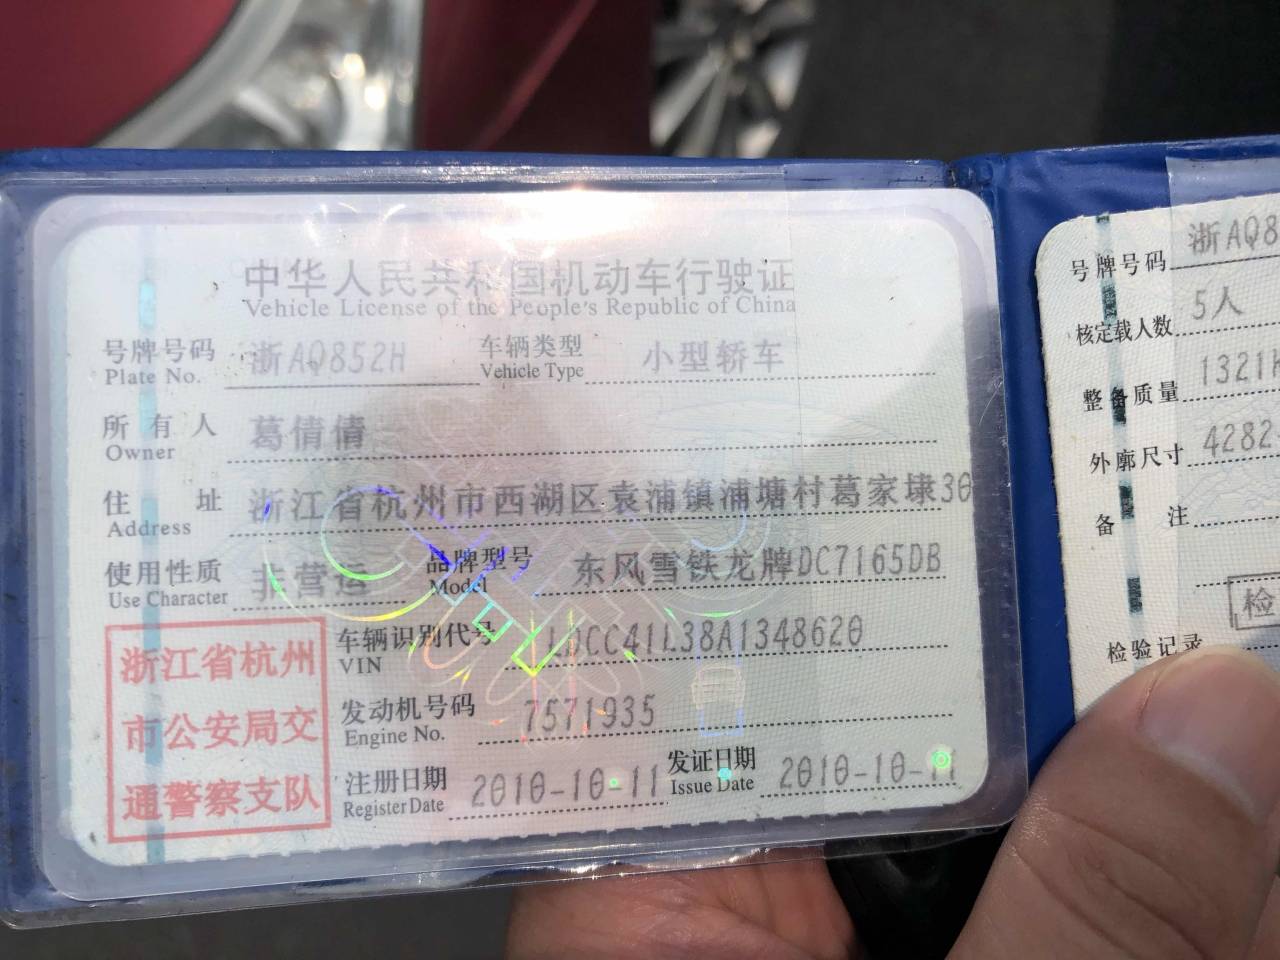 中华人民共和国机动车行驶证
Vehicle License of the People's Republic of China
号牌号码 浙AQ852H 车辆类型 小型轿车
Plate No. Vehicle Type
所有人 葛倩倩
Owner
住址 浙江省杭州市西湖区袁浦镇浦塘村葛家埭30
Address
使用性质 非营运 品牌型号 东风雪铁龙牌DC7165DB
Use Character Model
车辆识别代号 LDCC41L38A1348620
VIN
发动机号码 7571935
Engine No.
注册日期 2010-10-11 发证日期 2010-10-11
Register Date Issue Date
浙江省杭州
市公安局交
通警察支队
号牌号码 浙AQ8
核定载人数 5人
整备质量 1321
外廓尺寸 4282
备注
检
检验记录